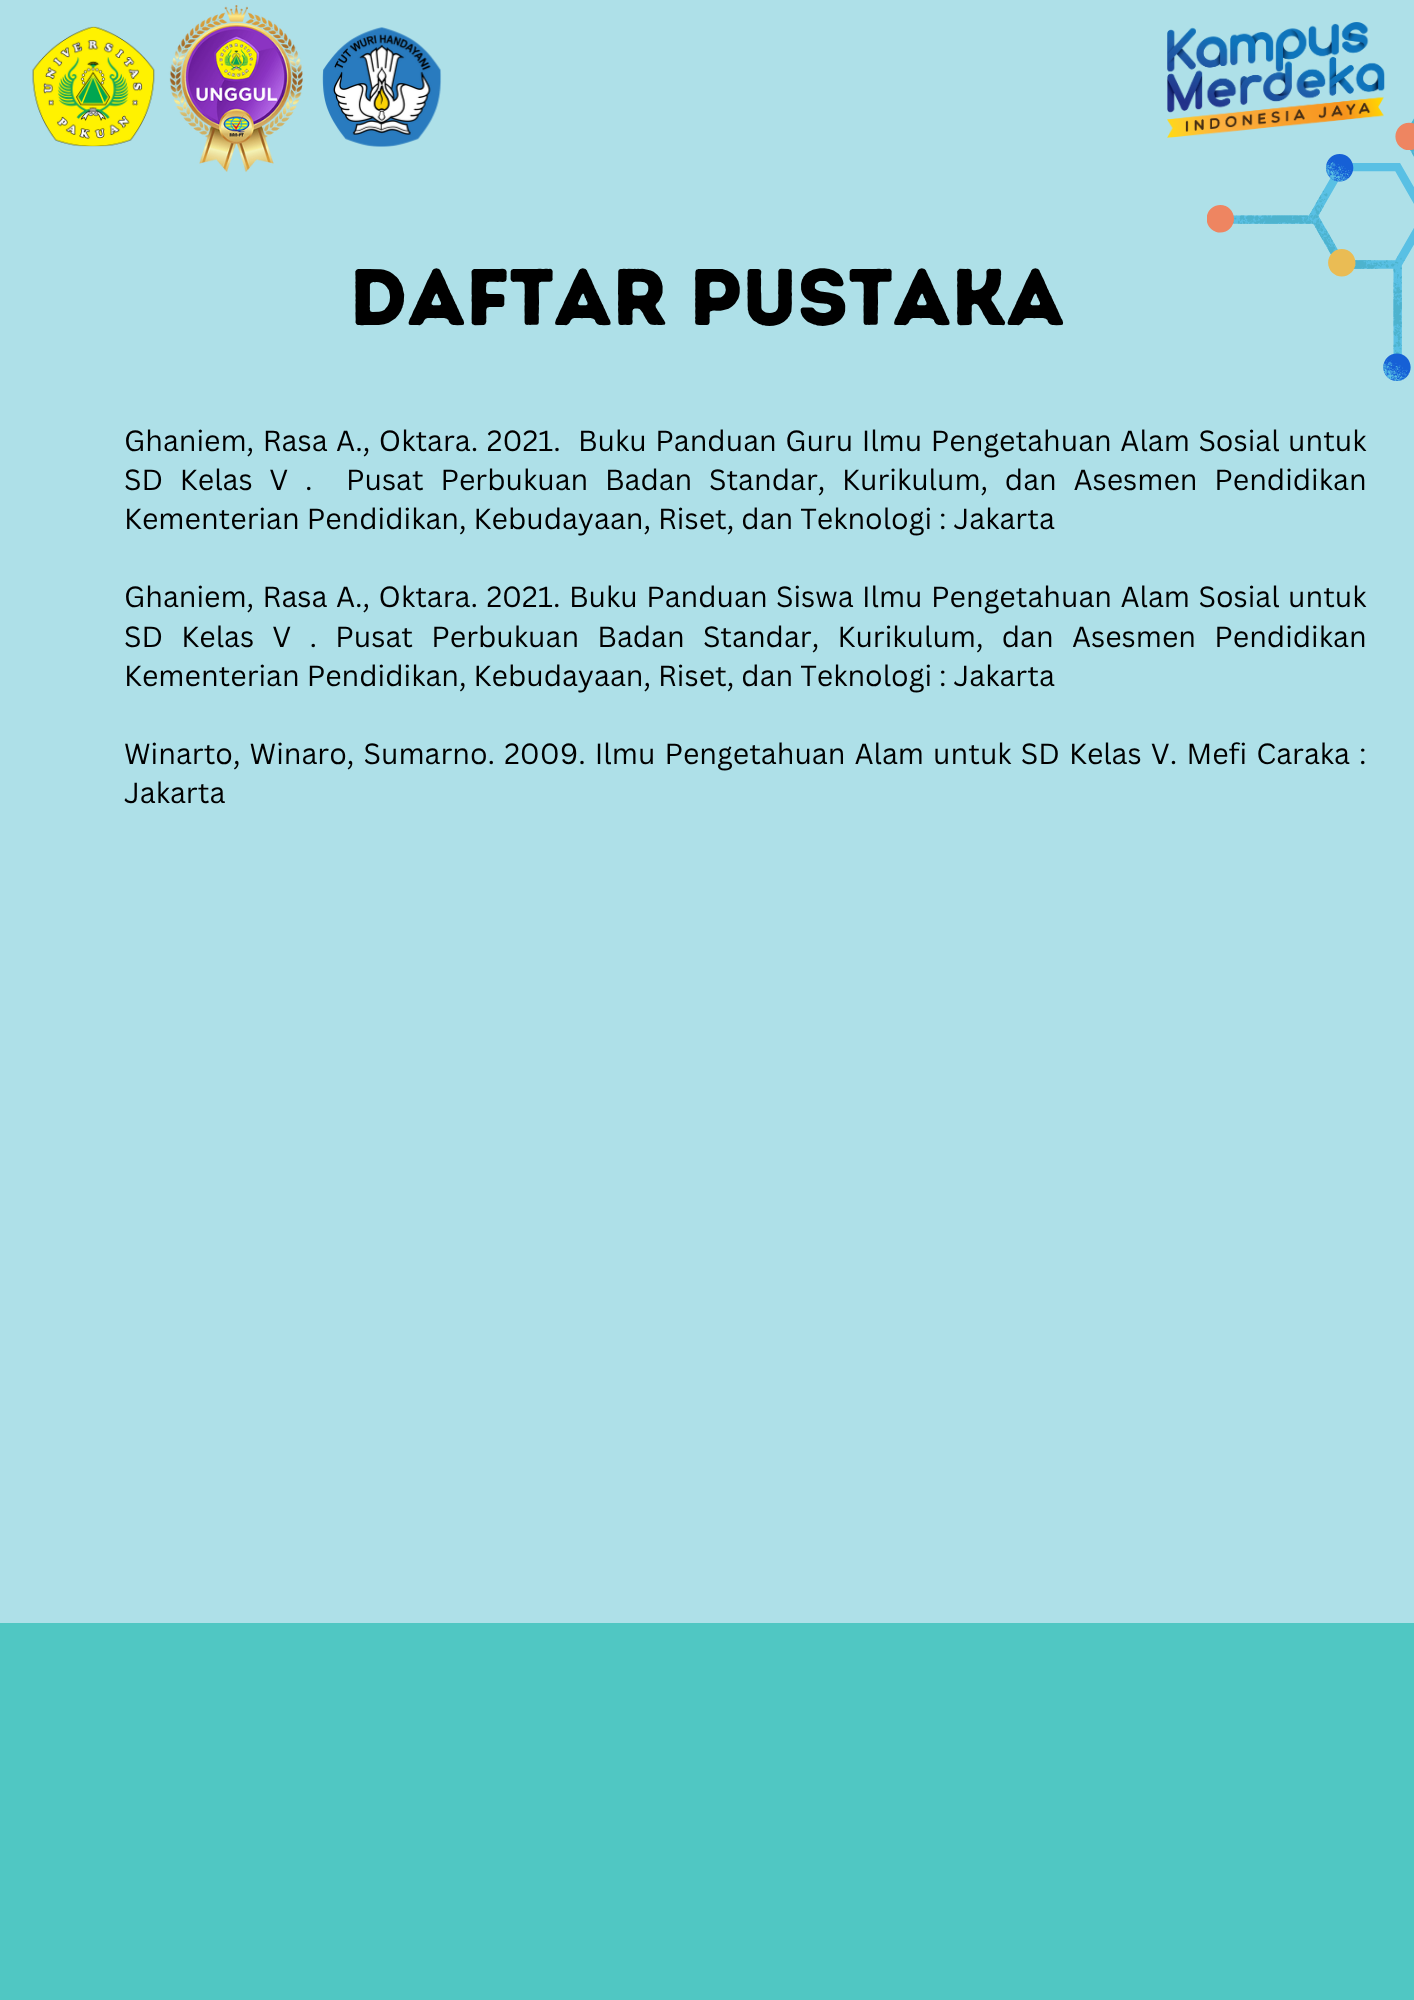 UNIVERSITAS
PAKUAN
UNGGUL
TUT WURI HANDAYANI
Kampus
Merdeka
INDONESIA JAYA
DAFTAR PUSTAKA
Ghaniem, Rasa A., Oktara. 2021. Buku Panduan Guru Ilmu Pengetahuan Alam Sosial untuk
SD Kelas V . Pusat Perbukuan Badan Standar, Kurikulum, dan Asesmen Pendidikan
Kementerian Pendidikan, Kebudayaan, Riset, dan Teknologi : Jakarta
Ghaniem, Rasa A., Oktara. 2021. Buku Panduan Siswa Ilmu Pengetahuan Alam Sosial untuk
SD Kelas V . Pusat Perbukuan Badan Standar, Kurikulum, dan Asesmen Pendidikan
Kementerian Pendidikan, Kebudayaan, Riset, dan Teknologi : Jakarta
Winarto, Winaro, Sumarno. 2009. Ilmu Pengetahuan Alam untuk SD Kelas V. Mefi Caraka :
Jakarta